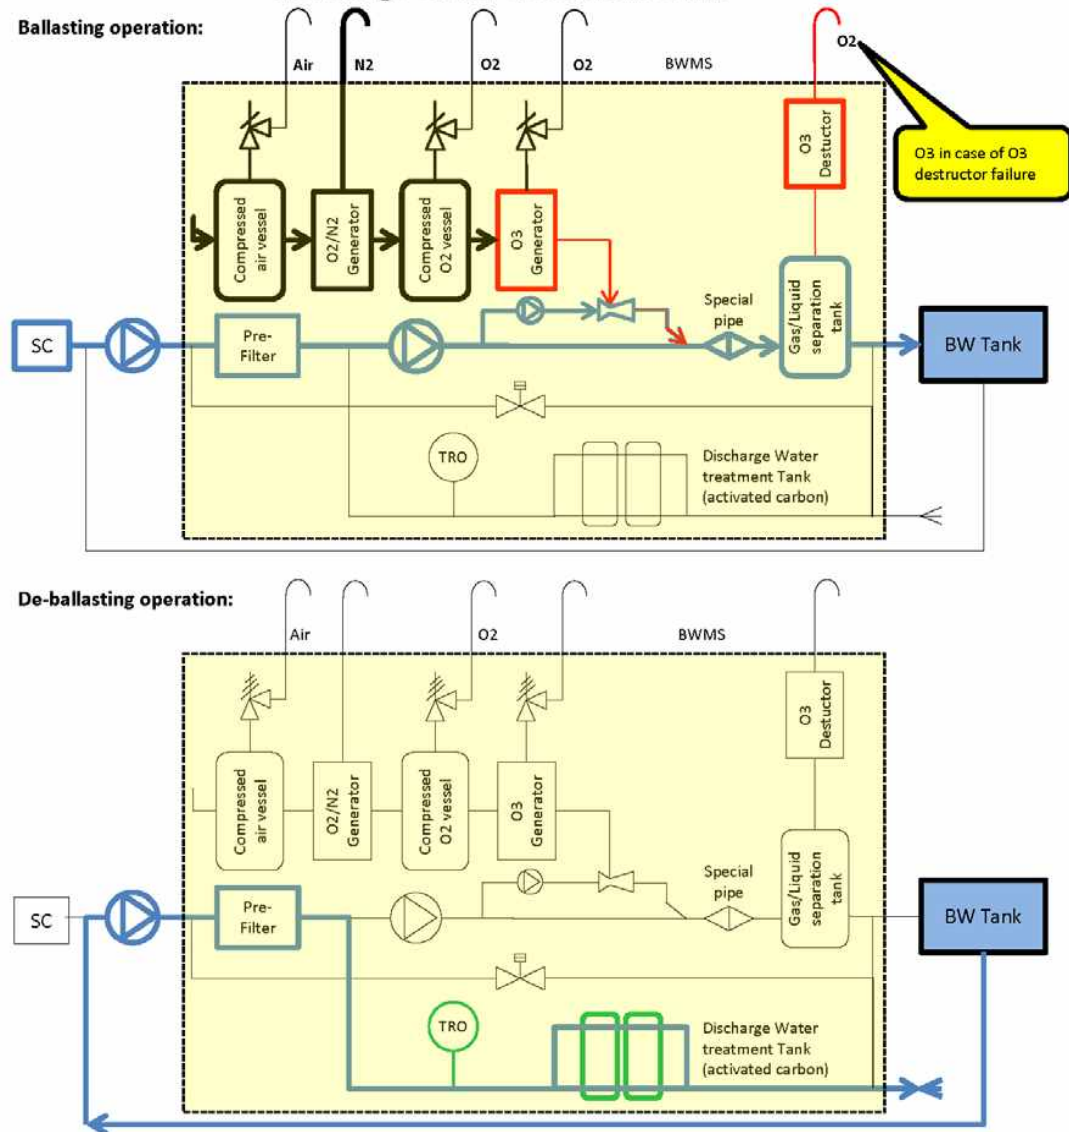 Ballasting operation:
Air
N2
O2
O2
BWMS
O2
O3 in case of O3
destructor failure
O3
Destuctor
Compressed
air vessel
O2/N2
Generator
Compressed
O2 vessel
O3
Generator
Special
pipe
Gas/Liquid
separation
tank
SC
Pre-
Filter
BW Tank
TRO
Discharge Water
treatment Tank
(activated carbon)
De-ballasting operation:
Air
O2
BWMS
O3
Destuctor
Compressed
air vessel
O2/N2
Generator
Compressed
O2 vessel
O3
Generator
Special
pipe
Gas/Liquid
separation
tank
SC
Pre-
Filter
BW Tank
TRO
Discharge Water
treatment Tank
(activated carbon)